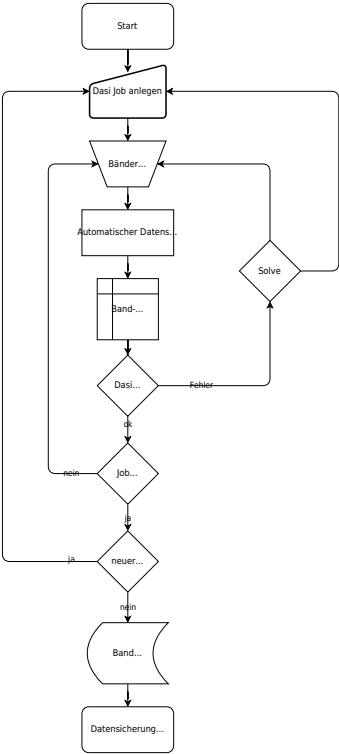 Start
Dasi Job anlegen
Bänder...
Automatischer Datens...
Band-...
Solve
Dasi...
Fehler
ok
Job...
nein
ja
neuer...
ja
nein
Band...
Datensicherung...